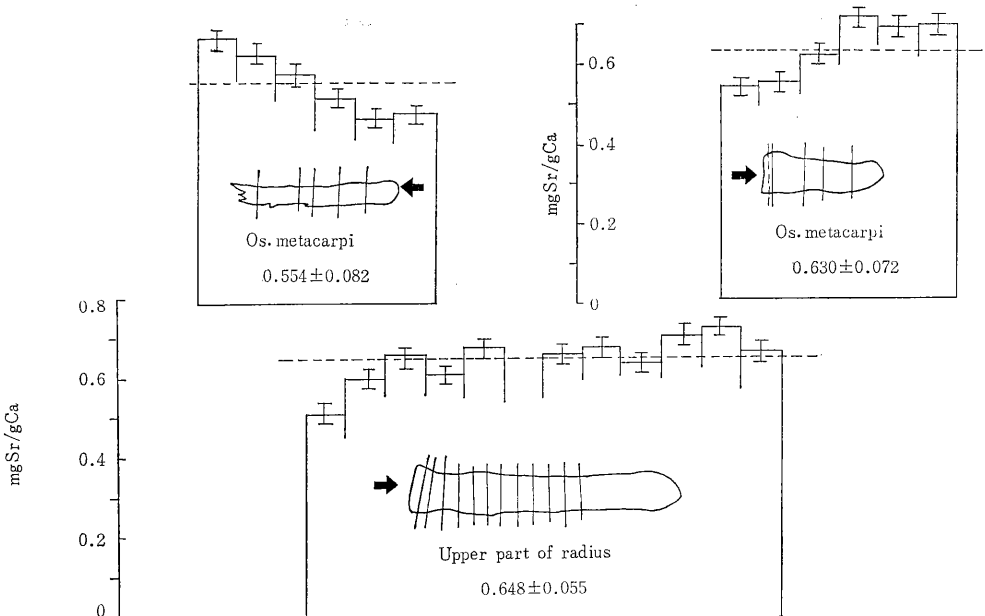 mgSr/gCa
0.6
0.4
0.2
0
Os. metacarpi
0.554±0.082
Os. metacarpi
0.630±0.072
mgSr/gCa
0.8
0.6
0.4
0.2
0
Upper part of radius
0.648±0.055